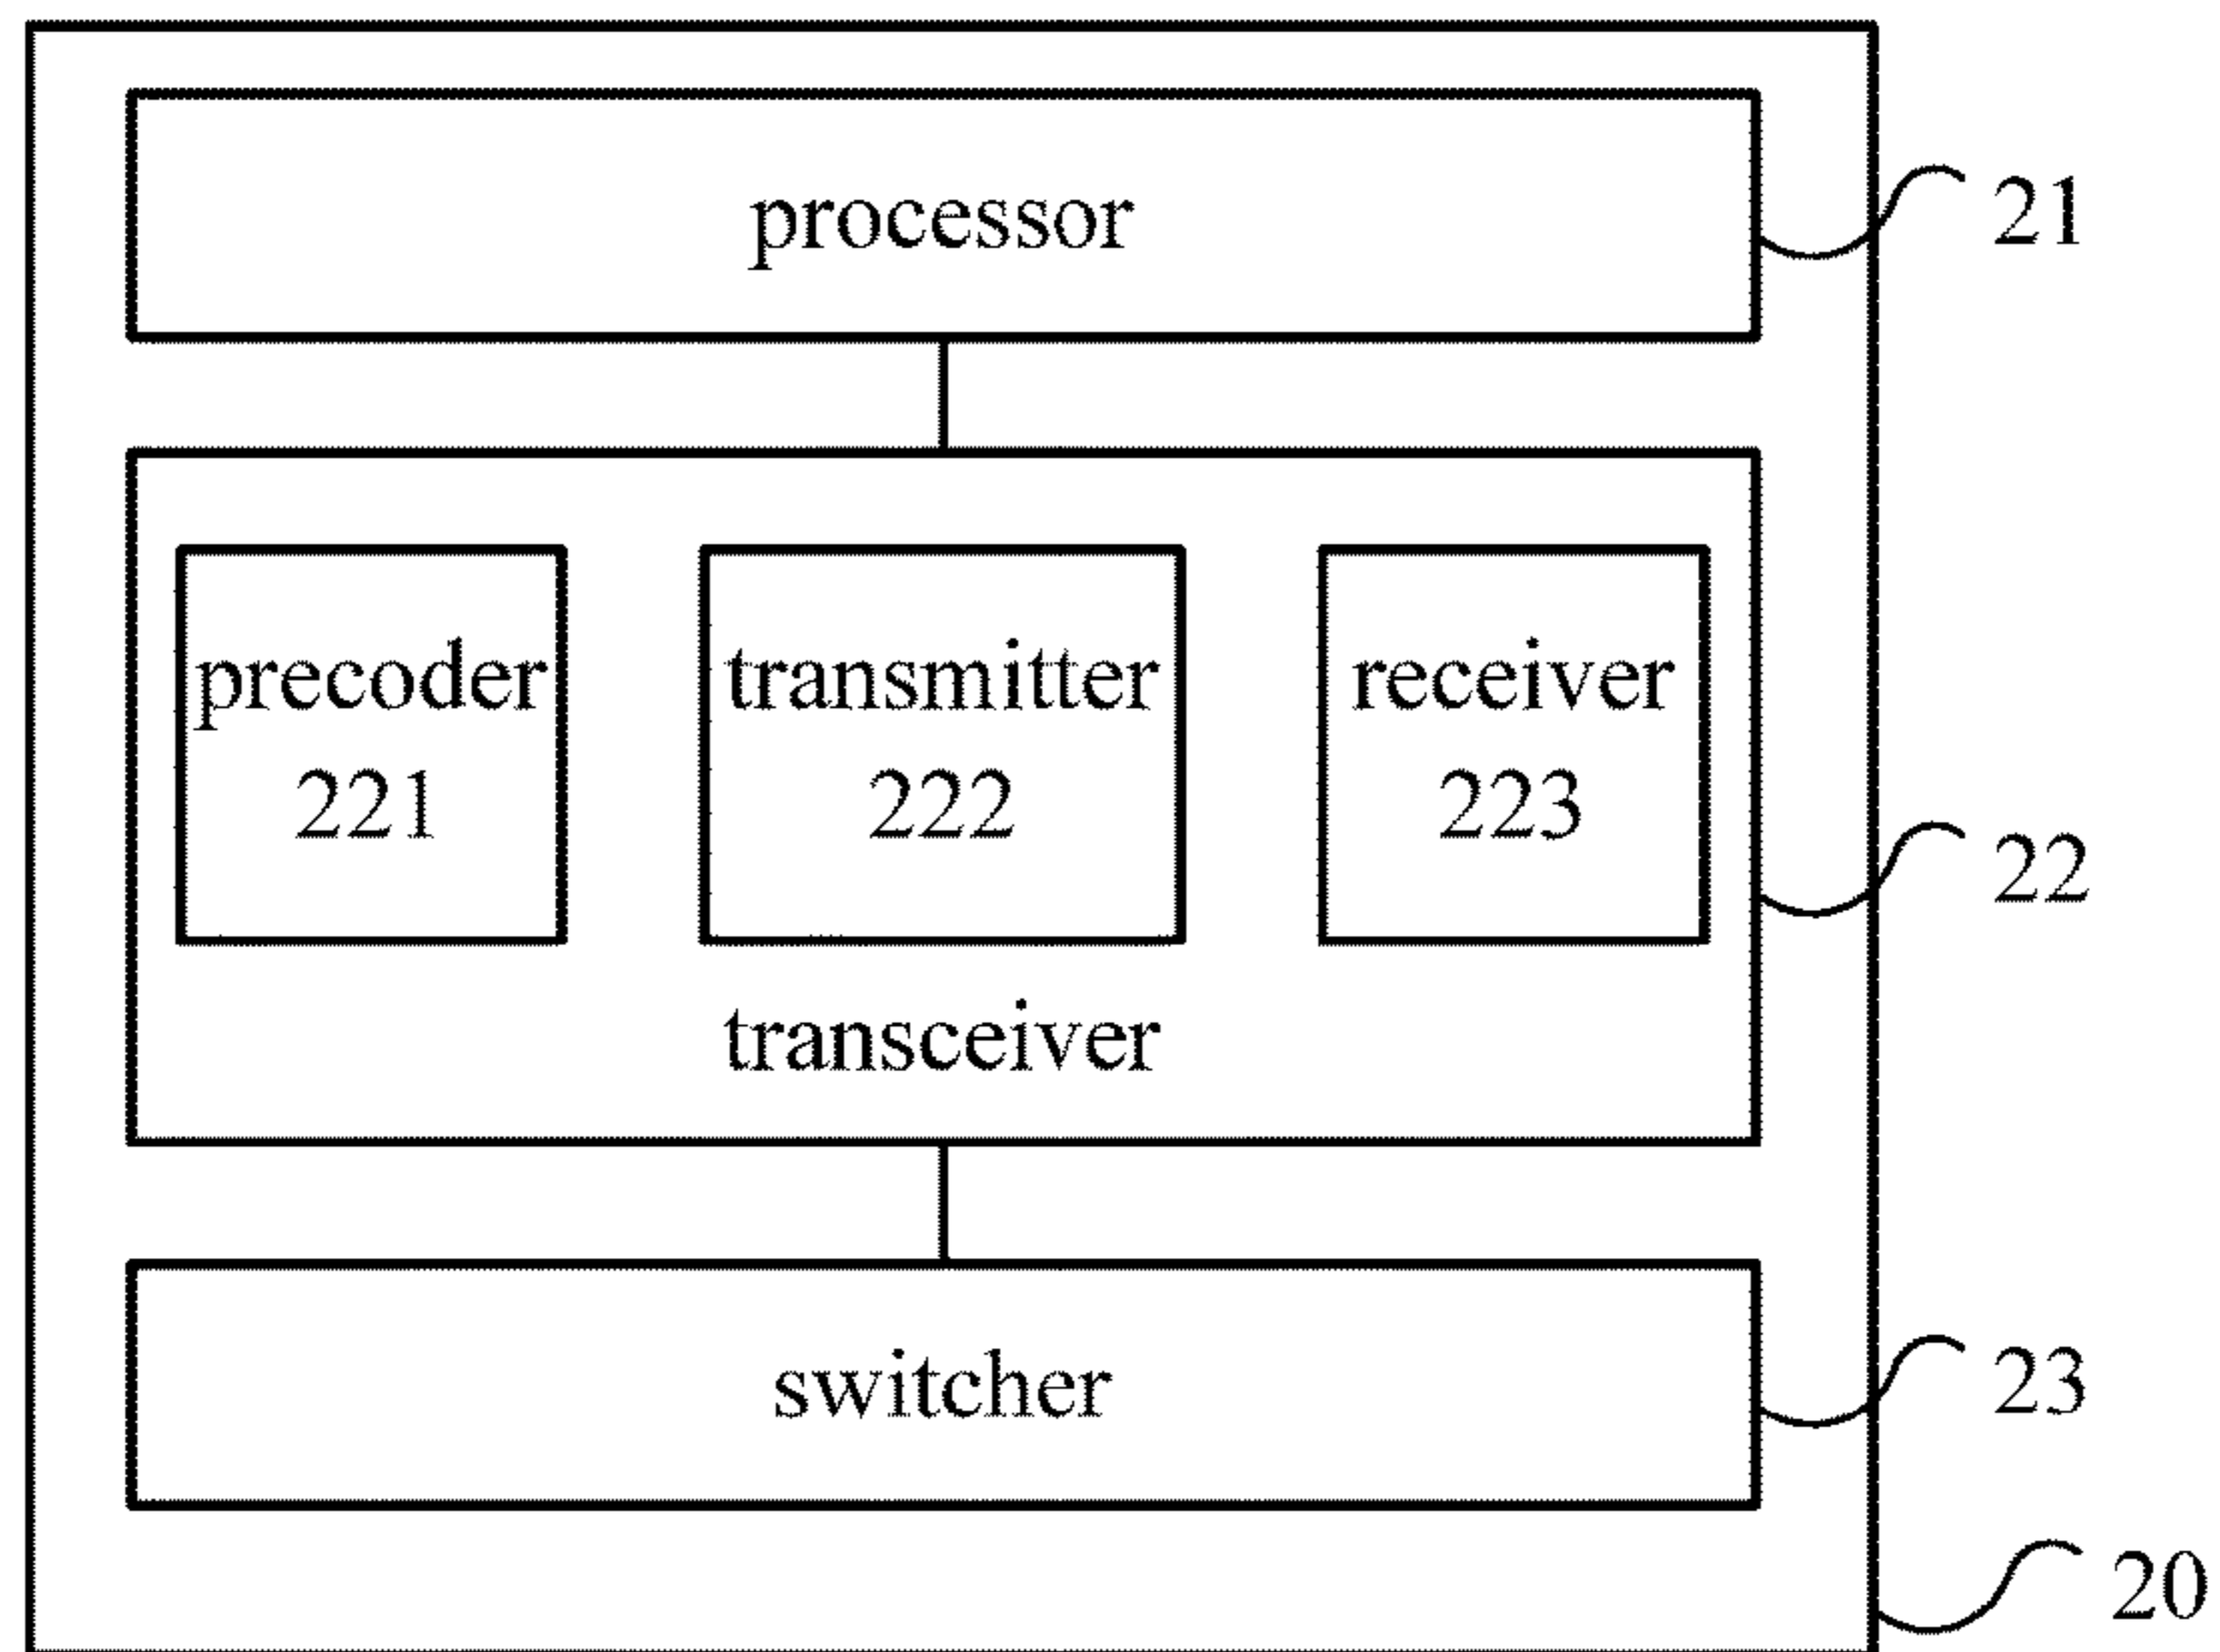 processor
21
precoder
221
transmitter
222
receiver
223
22
transceiver
switcher
23
20